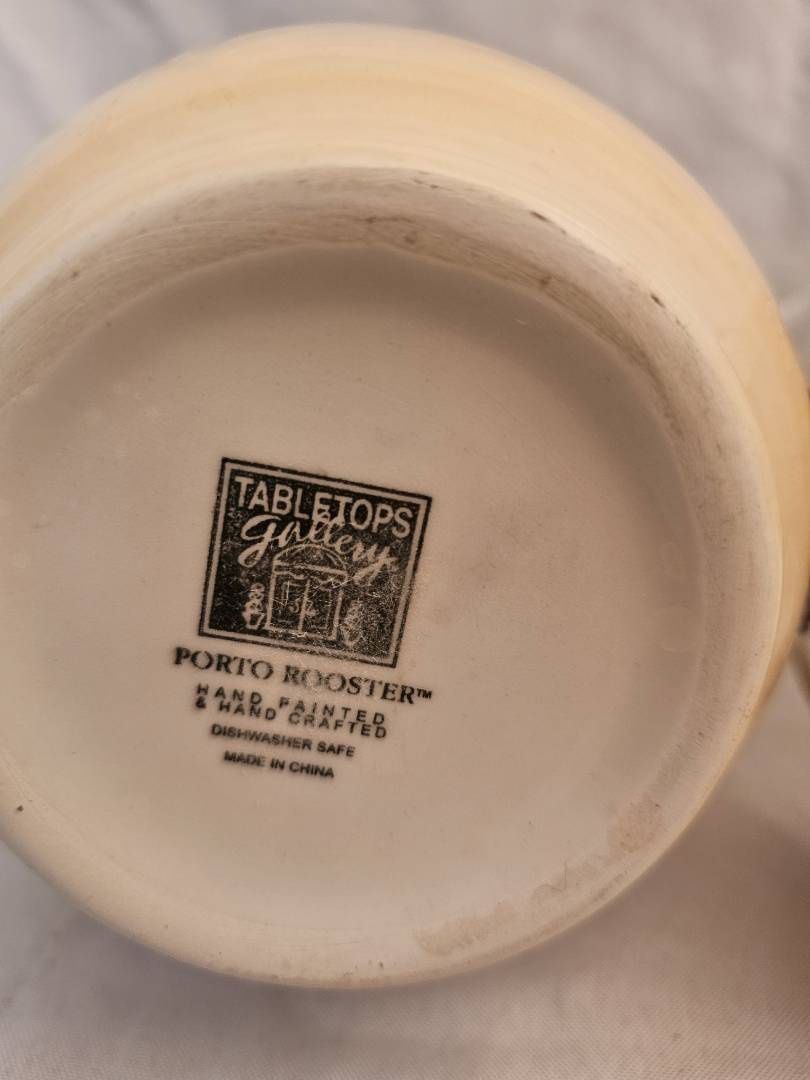 TABLETOPS
Gallery
PORTO ROOSTER™
HAND PAINTED
& HAND CRAFTED
DISHWASHER SAFE
MADE IN CHINA